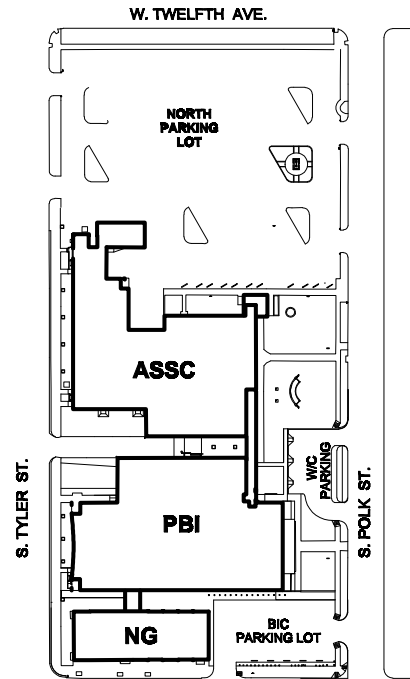 W. TWELFTH AVE.
NORTH
PARKING
LOT
ASSC
W/C
PARKING
S. TYLER ST.
S. POLK ST.
PBI
NG
BIC
PARKING LOT